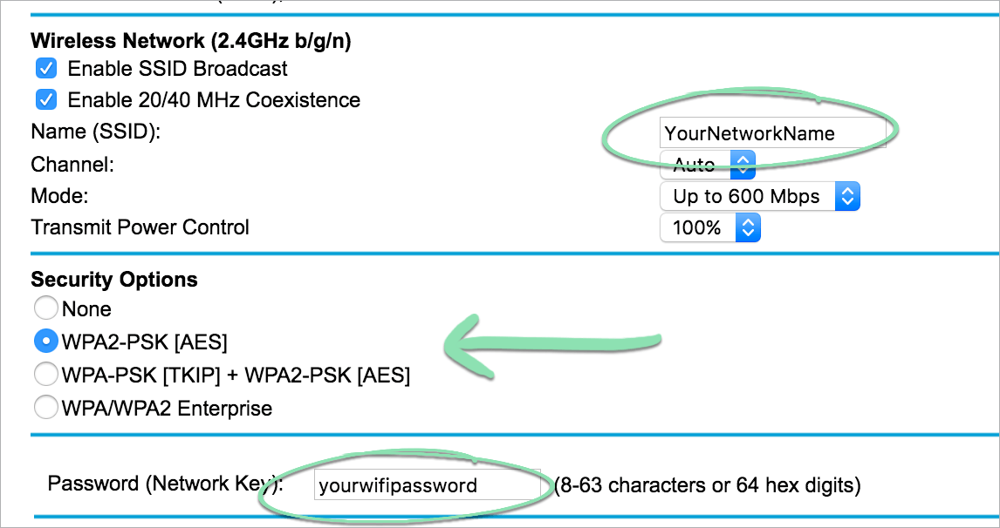 Wireless Network (2.4GHz b/g/n)
Enable SSID Broadcast
Enable 20/40 MHz Coexistence
Name (SSID): YourNetworkName
Channel: Auto
Mode: Up to 600 Mbps
Transmit Power Control 100%
Security Options
None
WPA2-PSK [AES]
WPA-PSK [TKIP] + WPA2-PSK [AES]
WPA/WPA2 Enterprise
Password (Network Key): yourwifipassword (8-63 characters or 64 hex digits)